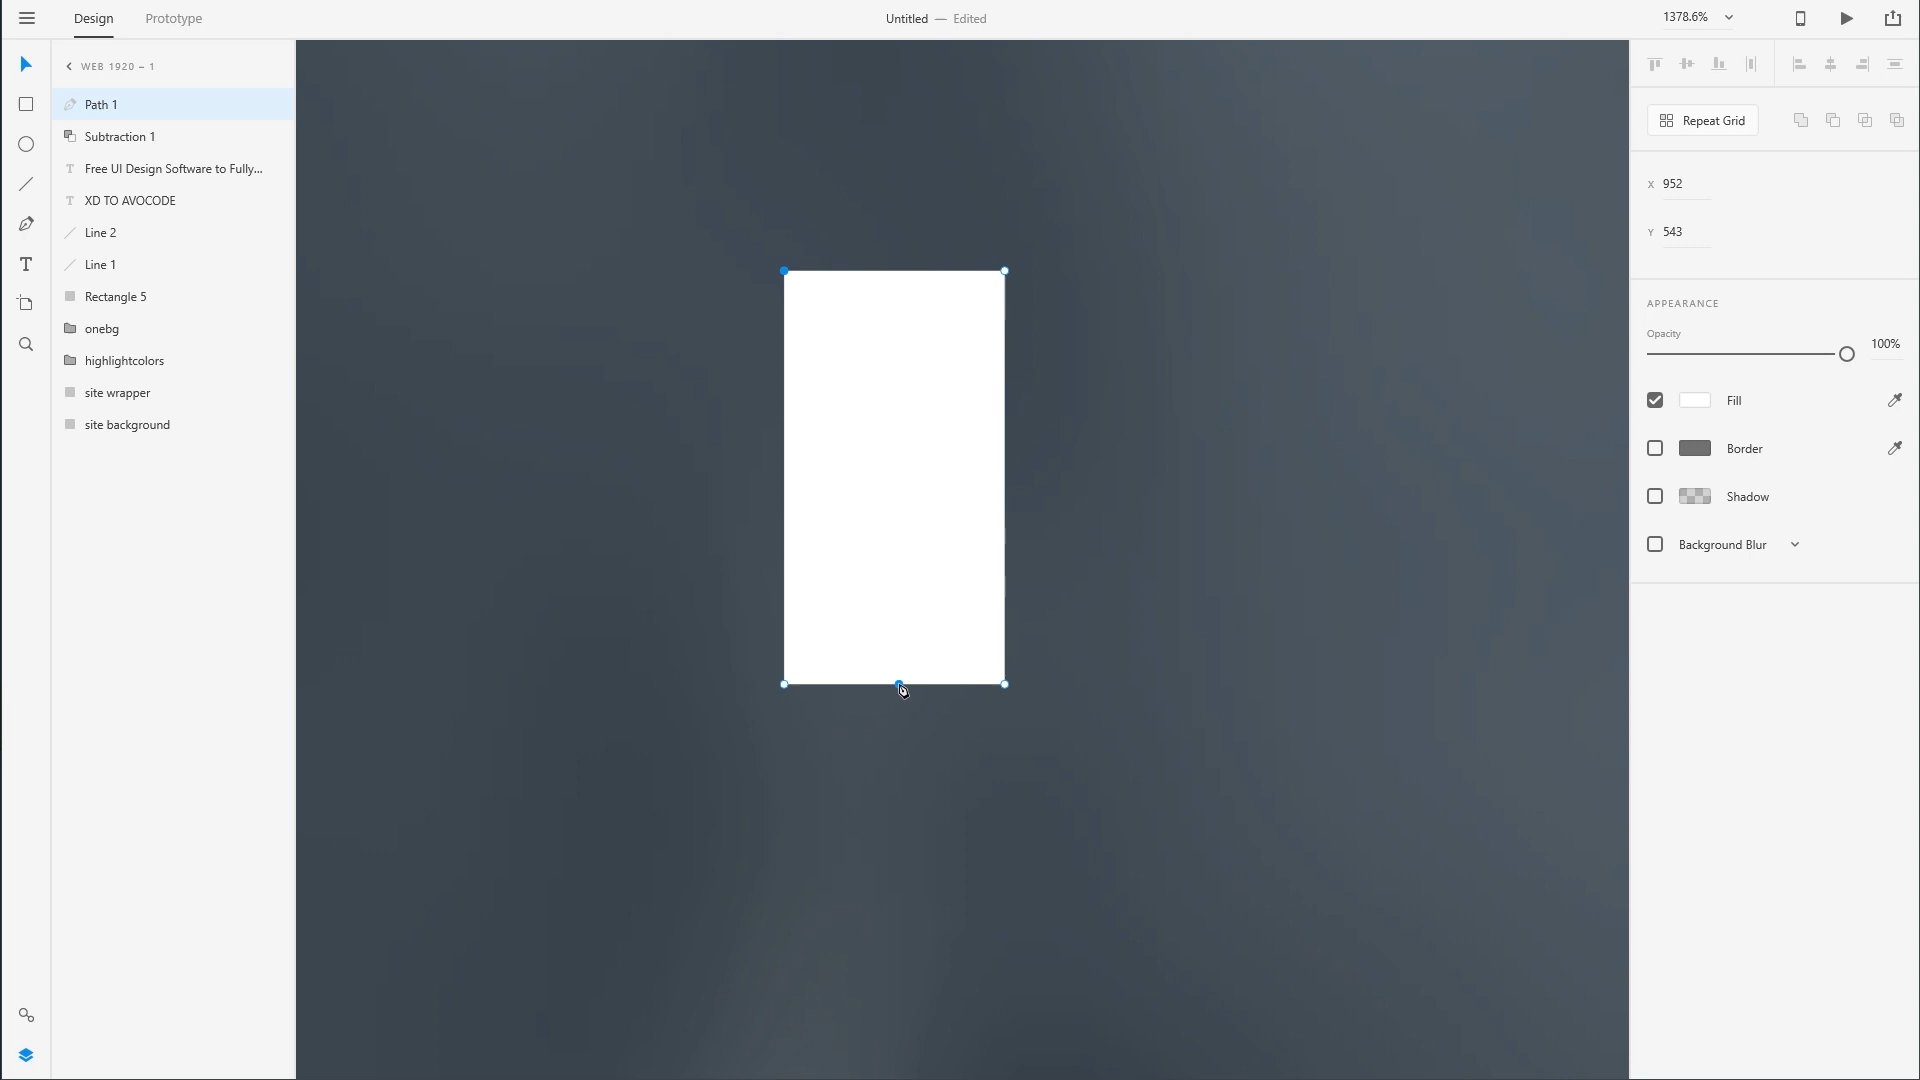 Design
Prototype
Untitled — Edited
1378.6%
WEB 1920 – 1
Path 1
Subtraction 1
Free UI Design Software to Fully...
XD TO AVOCODE
Line 2
Line 1
Rectangle 5
onebg
highlightcolors
site wrapper
site background
Repeat Grid
X 952
Y 543
APPEARANCE
Opacity
100%
Fill
Border
Shadow
Background Blur